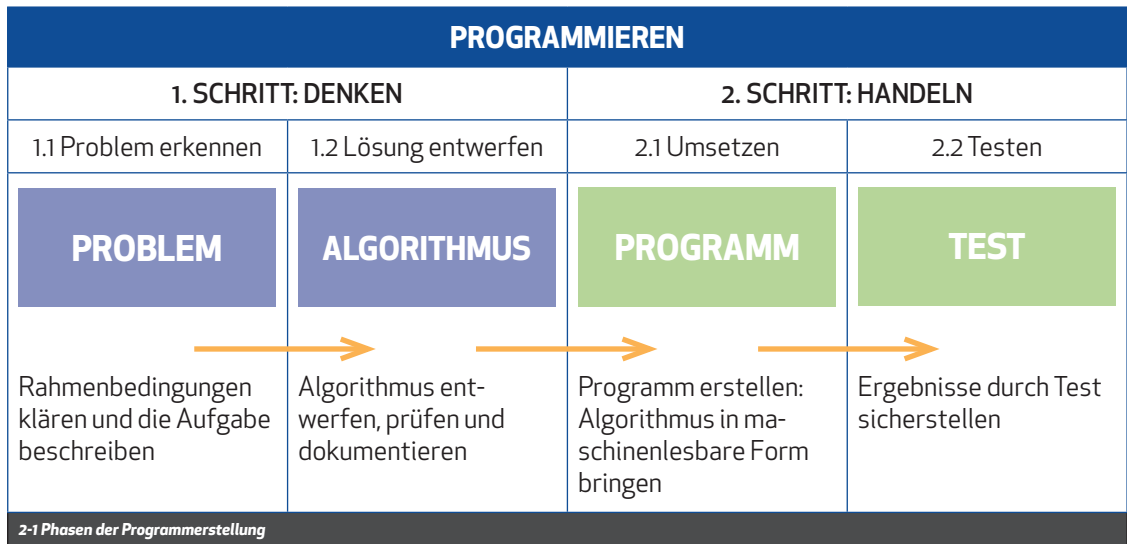 PROGRAMMIEREN
1. SCHRITT: DENKEN
2. SCHRITT: HANDELN
1.1 Problem erkennen
1.2 Lösung entwerfen
2.1 Umsetzen
2.2 Testen
PROBLEM
ALGORITHMUS
PROGRAMM
TEST
Rahmenbedingungen
klären und die Aufgabe
beschreiben
Algorithmus ent-
werfen, prüfen und
dokumentieren
Programm erstellen:
Algorithmus in ma-
schinenlesbare Form
bringen
Ergebnisse durch Test
sicherstellen
2-1 Phasen der Programmerstellung